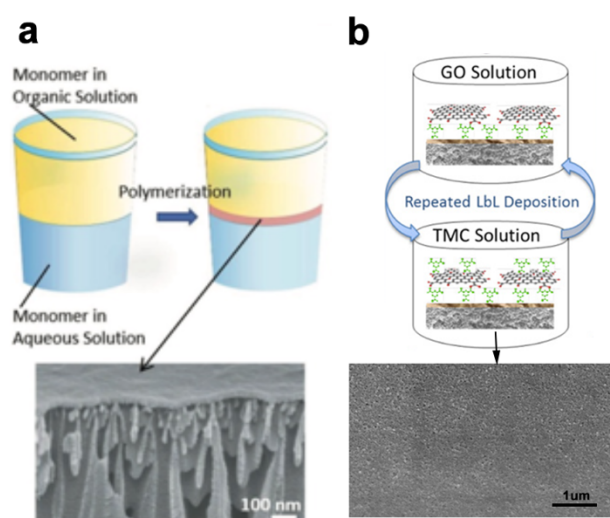 a
Monomer in
Organic Solution
Polymerization
Monomer in
Aqueous Solution
100 nm
b
GO Solution
Repeated LbL Deposition
TMC Solution
1um